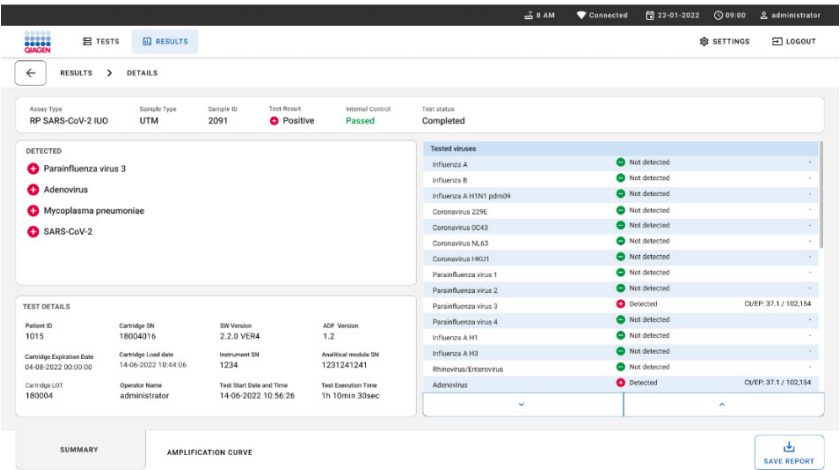 8 AM Connected 22-01-2022 09:00 administrator
QIAGEN TESTS RESULTS SETTINGS LOGOUT
RESULTS > DETAILS
Assay Type Sample Type Sample ID Test Result Internal Control Test status
RP SARS-CoV-2 IUO UTM 2091 Positive Passed Completed
DETECTED
Parainfluenza virus 3
Adenovirus
Mycoplasma pneumoniae
SARS-CoV-2
TEST DETAILS
Patient ID Cartridge SN SW Version ADF Version
1015 18004016 2.2.0 VER4 1.2
Cartridge Expiration Date Cartridge Load date Instrument SN Analitical module SN
04-08-2022 00:00:00 14-06-2022 10:44:06 1234 1231241241
Cartridge LOT Operator Name Test Start Date and Time Test Execution Time
180004 administrator 14-06-2022 10:56:26 1h 10min 30sec
Tested viruses
Influenza A Not detected -
Influenza B Not detected -
Influenza A H1N1 pdm09 Not detected -
Coronavirus 229E Not detected -
Coronavirus OC43 Not detected -
Coronavirus NL63 Not detected -
Coronavirus HKU1 Not detected -
Parainfluenza virus 1 Not detected -
Parainfluenza virus 2 Not detected -
Parainfluenza virus 3 Detected Ct/EP: 37.1 / 102,154
Parainfluenza virus 4 Not detected -
Influenza A H1 Not detected -
Influenza A H3 Not detected -
Rhinovirus/Enterovirus Not detected -
Adenovirus Detected Ct/EP: 37.1 / 102,154
SUMMARY AMPLIFICATION CURVE SAVE REPORT